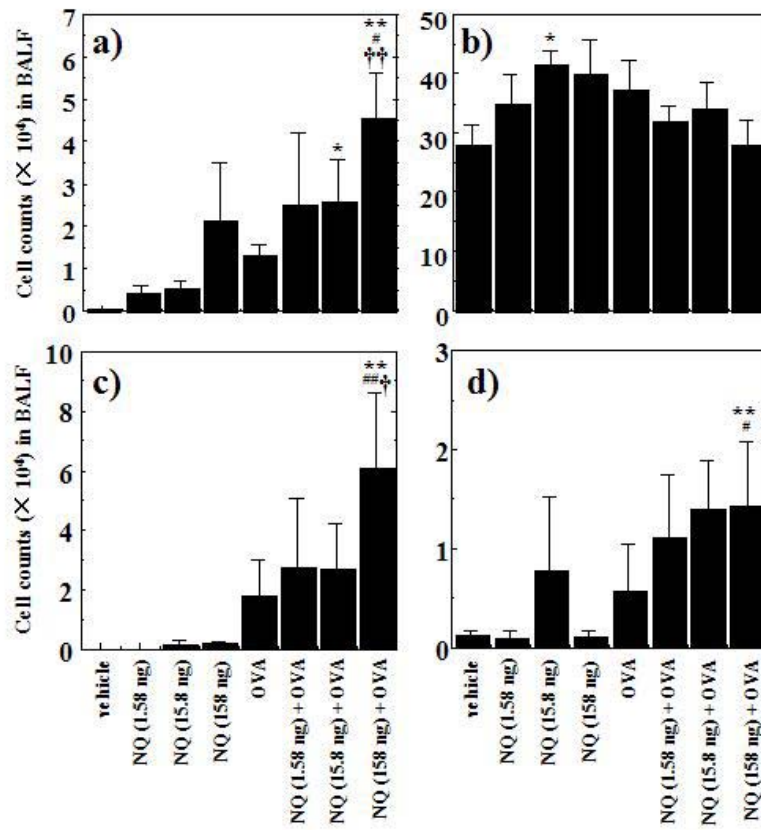 a)
**
#
††
*
7
6
5
4
3
2
1
0
Cell counts (× 10⁴) in BALF
b)
*
50
40
30
20
10
0
c)
**
##†
10
8
6
4
2
0
Cell counts (× 10⁴) in BALF
d)
**
#
3
2
1
0
vehicle
NQ (1.58 ng)
NQ (15.8 ng)
NQ (158 ng)
OVA
NQ (1.58 ng) + OVA
NQ (15.8 ng) + OVA
NQ (158 ng) + OVA
vehicle
NQ (1.58 ng)
NQ (15.8 ng)
NQ (158 ng)
OVA
NQ (1.58 ng) + OVA
NQ (15.8 ng) + OVA
NQ (158 ng) + OVA